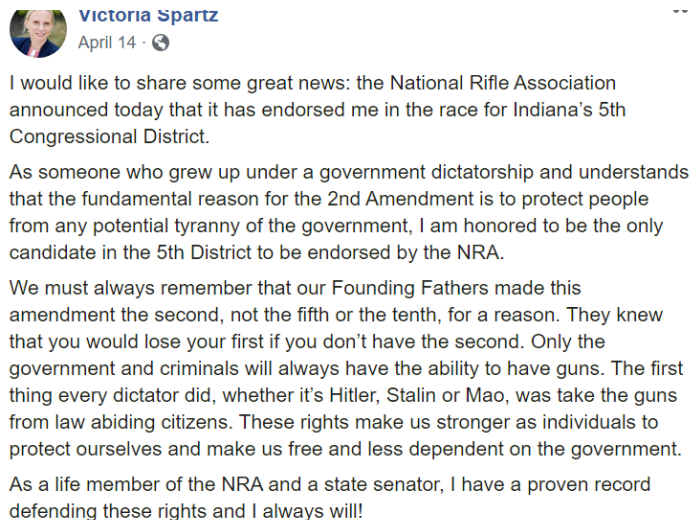 Victoria Spartz
April 14 ·
I would like to share some great news: the National Rifle Association
announced today that it has endorsed me in the race for Indiana’s 5th
Congressional District.
As someone who grew up under a government dictatorship and understands
that the fundamental reason for the 2nd Amendment is to protect people
from any potential tyranny of the government, I am honored to be the only
candidate in the 5th District to be endorsed by the NRA.
We must always remember that our Founding Fathers made this
amendment the second, not the fifth or the tenth, for a reason. They knew
that you would lose your first if you don’t have the second. Only the
government and criminals will always have the ability to have guns. The first
thing every dictator did, whether it’s Hitler, Stalin or Mao, was take the guns
from law abiding citizens. These rights make us stronger as individuals to
protect ourselves and make us free and less dependent on the government.
As a life member of the NRA and a state senator, I have a proven record
defending these rights and I always will!